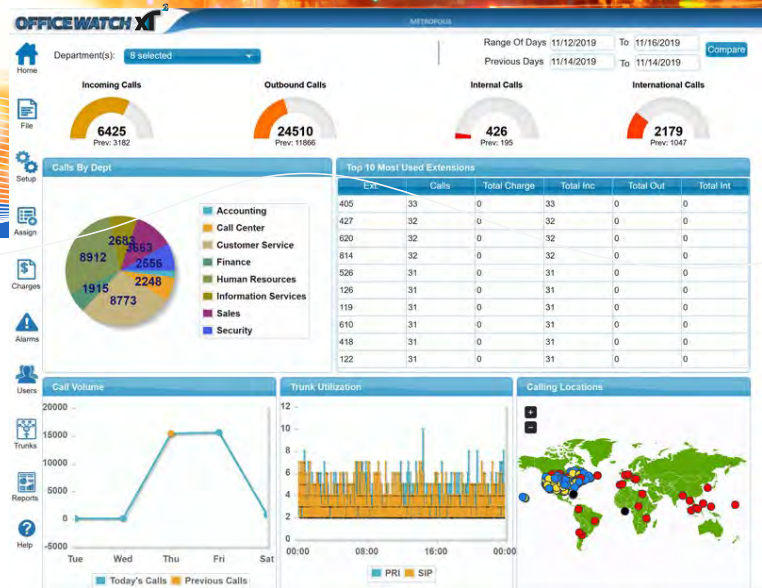 OFFICEWATCH XT 2
METROPOLIS
Home
File
Setup
Assign
Charges
Alarms
Users
Trunks
Reports
Help
Department(s): 8 selected
Range Of Days 11/12/2019 To 11/16/2019
Previous Days 11/14/2019 To 11/14/2019
Compare
Incoming Calls
6425
Prev: 3182
Outbound Calls
24510
Prev: 11866
Internal Calls
426
Prev: 195
International Calls
2179
Prev: 1047
Calls By Dept
2683
3663
8912
2556
2248
1915
8773
Accounting
Call Center
Customer Service
Finance
Human Resources
Information Services
Sales
Security
Top 10 Most Used Extensions
Ext. Calls Total Charge Total Inc Total Out Total Int
405 33 0 33 0 0
427 32 0 32 0 0
620 32 0 32 0 0
814 32 0 32 0 0
526 31 0 31 0 0
126 31 0 31 0 0
119 31 0 31 0 0
610 31 0 31 0 0
418 31 0 31 0 0
122 31 0 31 0 0
Call Volume
20000
15000
5000
0
-5000
Tue Wed Thu Fri Sat
Today's Calls Previous Calls
Trunk Utilization
12
10
8
6
4
2
0
00:00 08:00 16:00 00:00
PRI SIP
Calling Locations
+
−